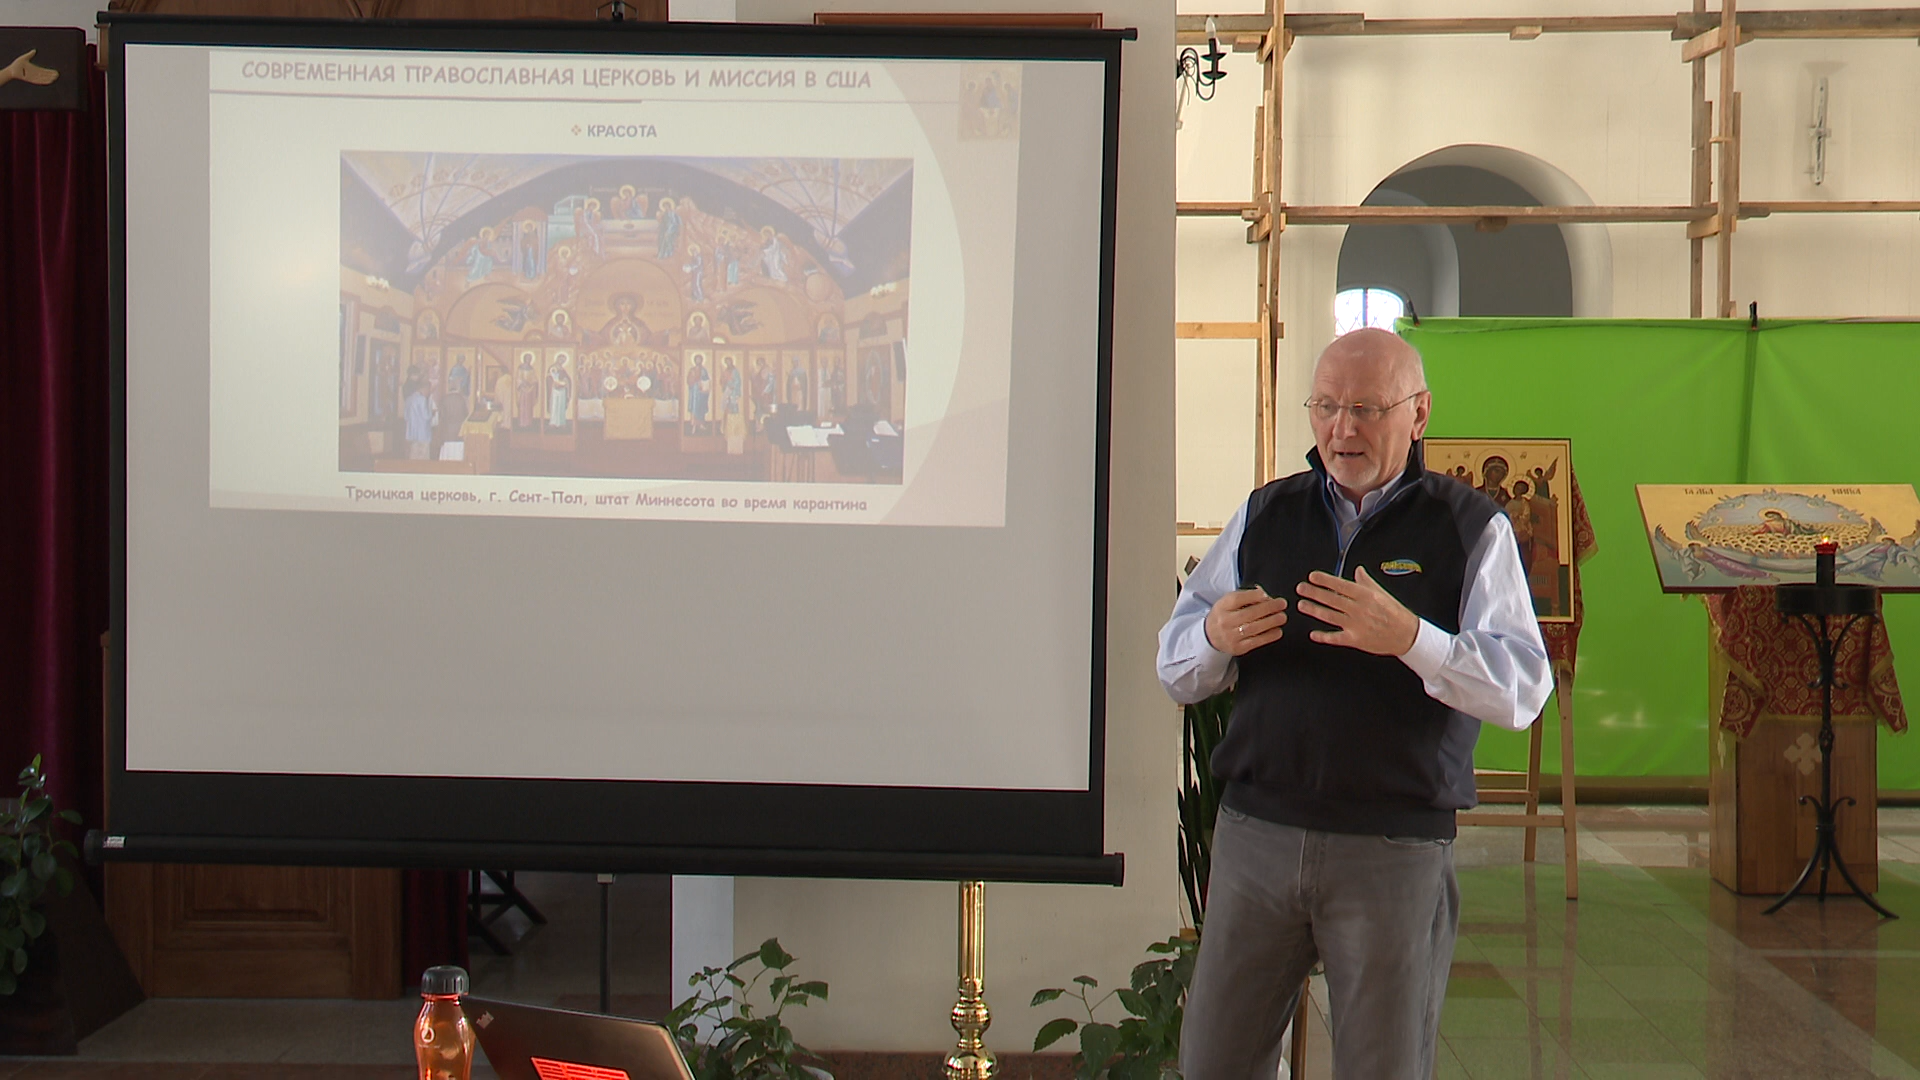 СОВРЕМЕННАЯ ПРАВОСЛАВНАЯ ЦЕРКОВЬ И МИССИЯ В США
КРАСОТА
Троицкая церковь, г. Сент-Пол, штат Миннесота во время карантина